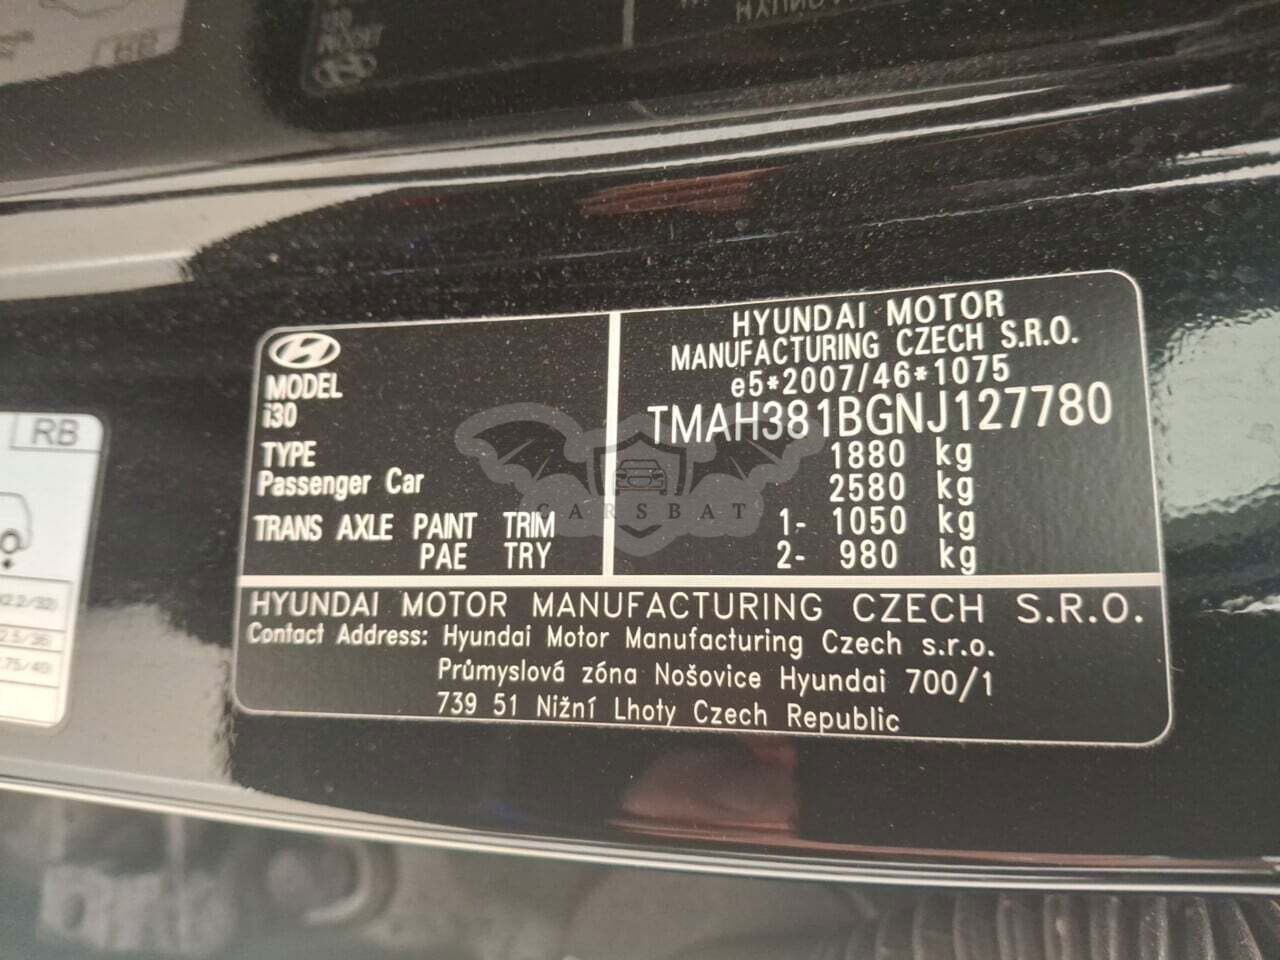 RB
MODEL
i30
TYPE
Passenger Car
TRANS AXLE PAINT TRIM
PAE TRY
HYUNDAI MOTOR
MANUFACTURING CZECH S.R.O.
e5*2007/46*1075
TMAH381BGNJ127780
1880 kg
2580 kg
1- 1050 kg
2- 980 kg
CARSBAT
HYUNDAI MOTOR MANUFACTURING CZECH S.R.O.
Contact Address: Hyundai Motor Manufacturing Czech s.r.o.
Průmyslová zóna Nošovice Hyundai 700/1
739 51 Nižní Lhoty Czech Republic